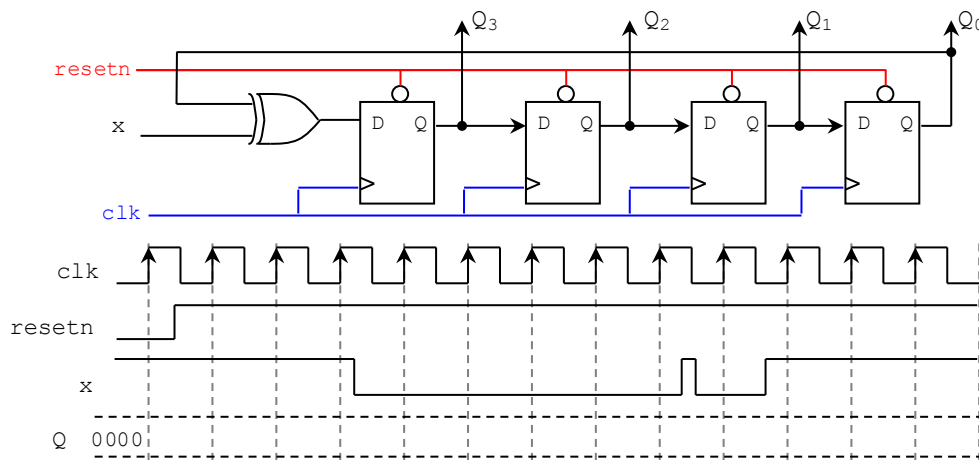 Q3 Q2 Q1 Q0
resetn
x
D Q D Q D Q D Q
clk
clk
resetn
x
Q 0000